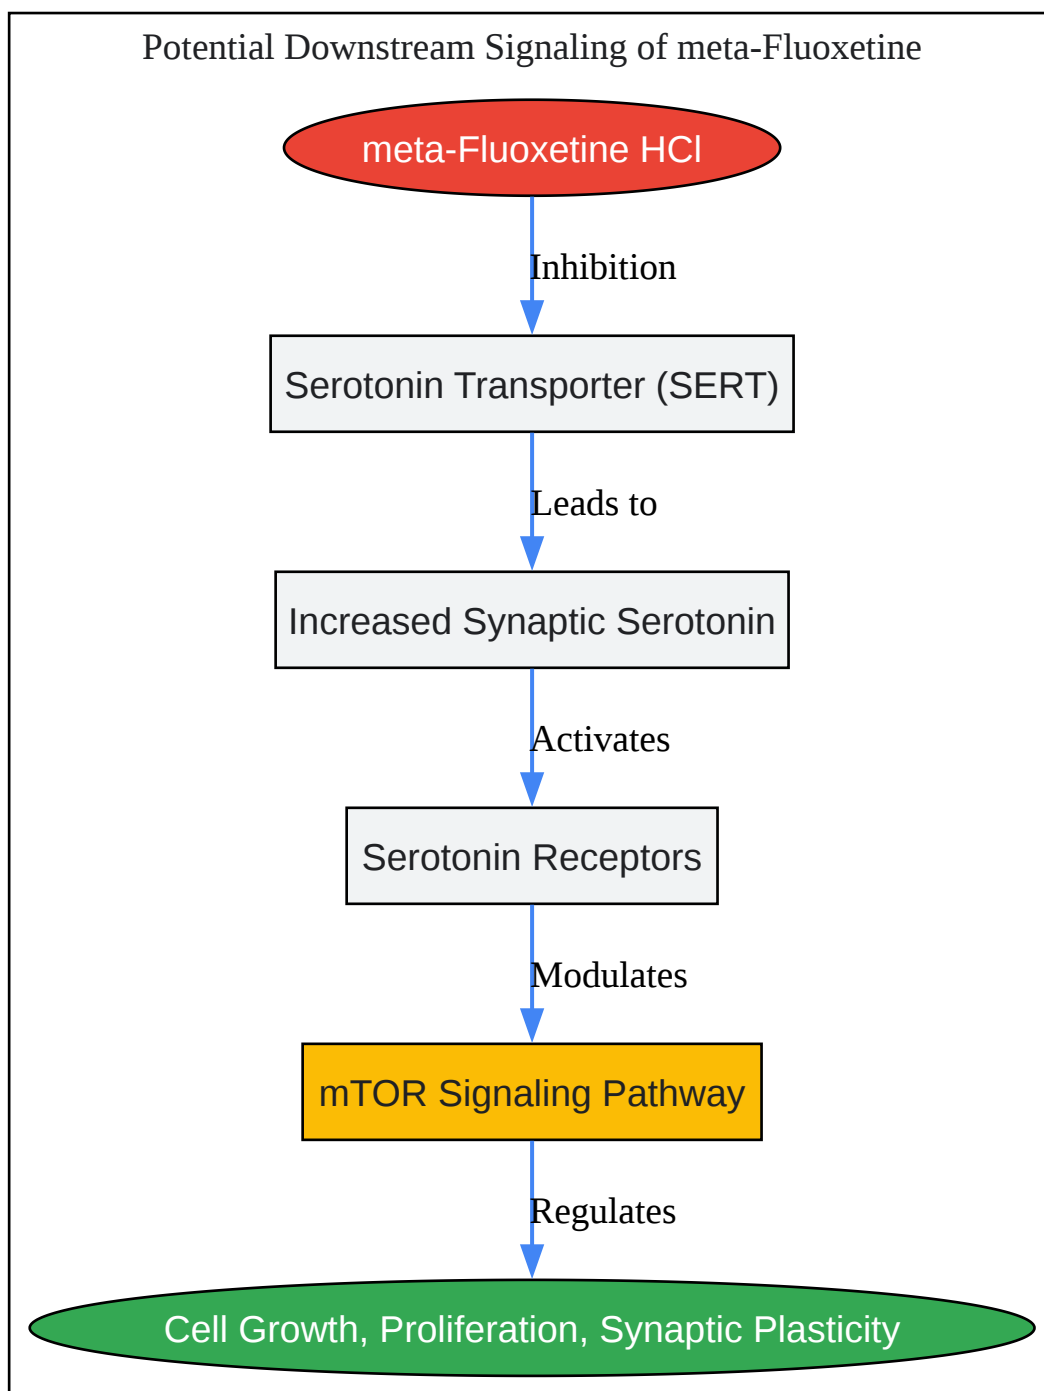 Potential Downstream Signaling of meta-Fluoxetine
meta-Fluoxetine HCl
Inhibition
Serotonin Transporter (SERT)
Leads to
Increased Synaptic Serotonin
Activates
Serotonin Receptors
Modulates
mTOR Signaling Pathway
Regulates
Cell Growth, Proliferation, Synaptic Plasticity